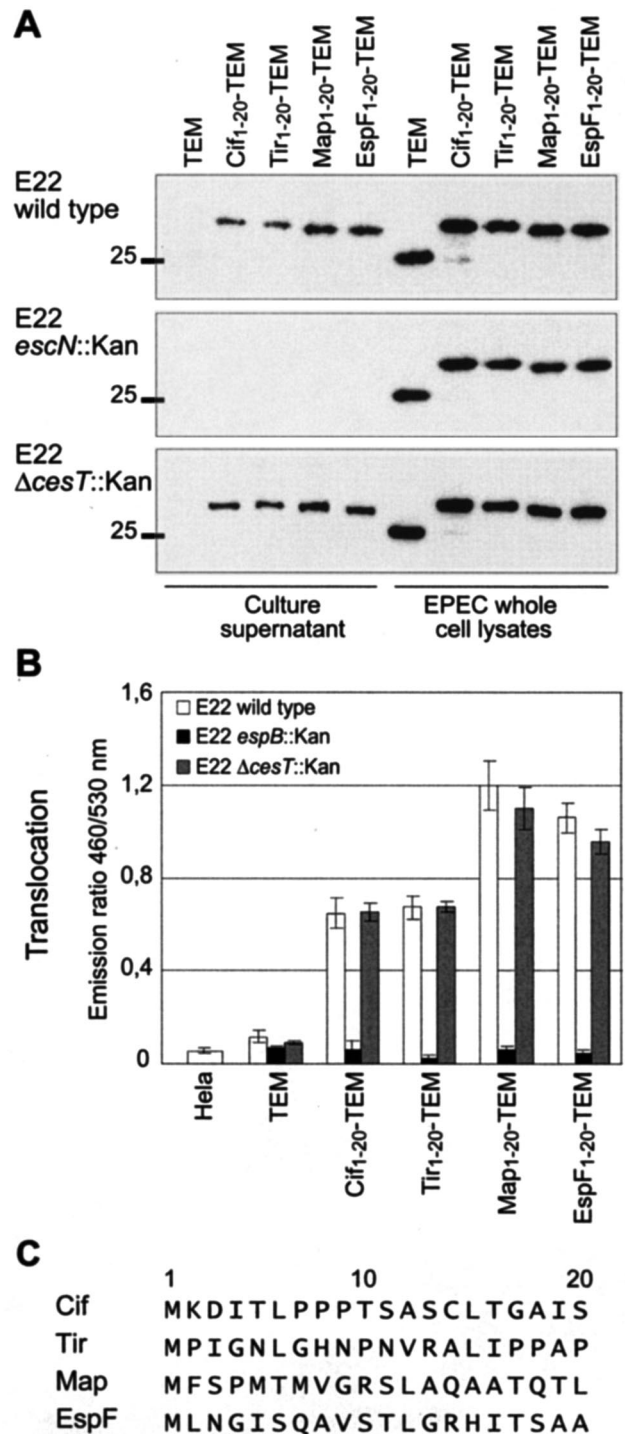 A
TEM
Cif1-20-TEM
Tir1-20-TEM
Map1-20-TEM
EspF1-20-TEM
TEM
Cif1-20-TEM
Tir1-20-TEM
Map1-20-TEM
EspF1-20-TEM
E22
wild type
25
E22
escN::Kan
25
E22
ΔcesT::Kan
25
Culture
supernatant
EPEC whole
cell lysates
B
Translocation
Emission ratio 460/530 nm
1,6
1,2
0,8
0,4
0
E22 wild type
E22 espB::Kan
E22 ΔcesT::Kan
Hela
TEM
Cif1-20-TEM
Tir1-20-TEM
Map1-20-TEM
EspF1-20-TEM
C
1 10 20
Cif MKDITLPPPTSASCLTGAIS
Tir MPIGNLGHNPNVRALIPPAP
Map MFSPMTMVGRSLAQAATQTL
EspF MLNGISQAVSTLGRHITSAA